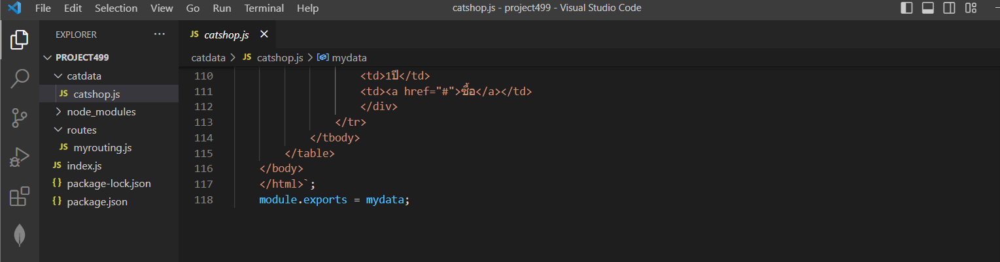 File Edit Selection View Go Run Terminal Help catshop.js - project499 - Visual Studio Code
EXPLORER ...
JS catshop.js
PROJECT499
catdata > JS catshop.js > mydata
catdata
JS catshop.js
node_modules
routes
JS myrouting.js
JS index.js
{} package-lock.json
{} package.json
110 <td>1ปี</td>
111 <td><a href="#">ซื้อ</a></td>
112 </div>
113 </tr>
114 </tbody>
115 </table>
116 </body>
117 </html>`;
118 module.exports = mydata;